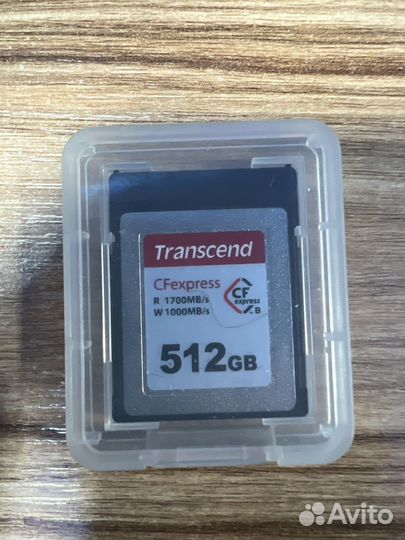 Transcend
CFexpress
R 1700MB/s
W 1000MB/s
CF
express
B
512GB
Avito